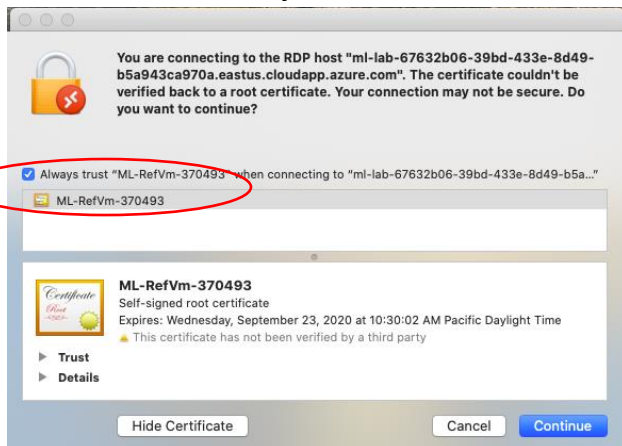 You are connecting to the RDP host "ml-lab-67632b06-39bd-433e-8d49-
b5a943ca970a.eastus.cloudapp.azure.com". The certificate couldn't be
verified back to a root certificate. Your connection may not be secure. Do
you want to continue?
Always trust "ML-RefVm-370493" when connecting to "ml-lab-67632b06-39bd-433e-8d49-b5a..."
ML-RefVm-370493
Certificate
Root
ML-RefVm-370493
Self-signed root certificate
Expires: Wednesday, September 23, 2020 at 10:30:02 AM Pacific Daylight Time
This certificate has not been verified by a third party
Trust
Details
Hide Certificate
Cancel
Continue